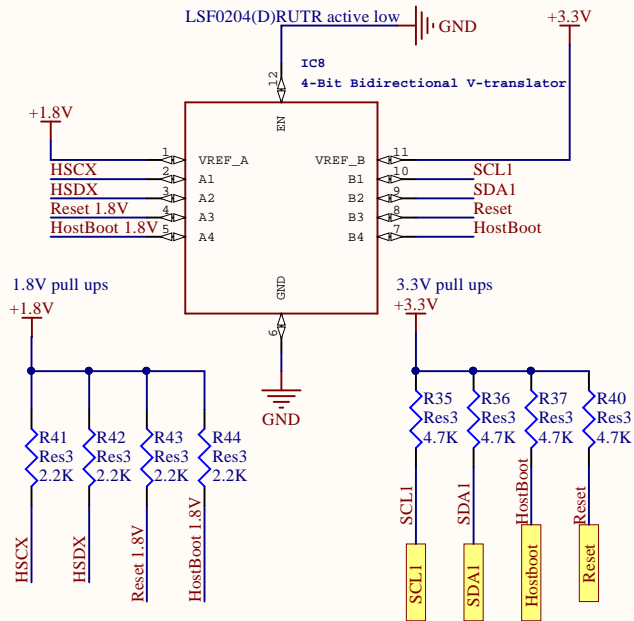 LSF0204(D)RUTR active low
GND
+3.3V
IC8
4-Bit Bidirectional V-translator
12
EN
+1.8V
1 VREF_A VREF_B 11
HSCX 2 A1 B1 10 SCL1
HSDX 3 A2 B2 9 SDA1
Reset 1.8V 4 A3 B3 8 Reset
HostBoot 1.8V 5 A4 B4 7 HostBoot
GND
6
GND
1.8V pull ups
+1.8V
R41 Res3 2.2K
R42 Res3 2.2K
R43 Res3 2.2K
R44 Res3 2.2K
HSCX
HSDX
Reset 1.8V
HostBoot 1.8V
3.3V pull ups
+3.3V
R35 Res3 4.7K
R36 Res3 4.7K
R37 Res3 4.7K
R40 Res3 4.7K
SCL1
SDA1
HostBoot
Reset
SCL1
SDA1
Hostboot
Reset